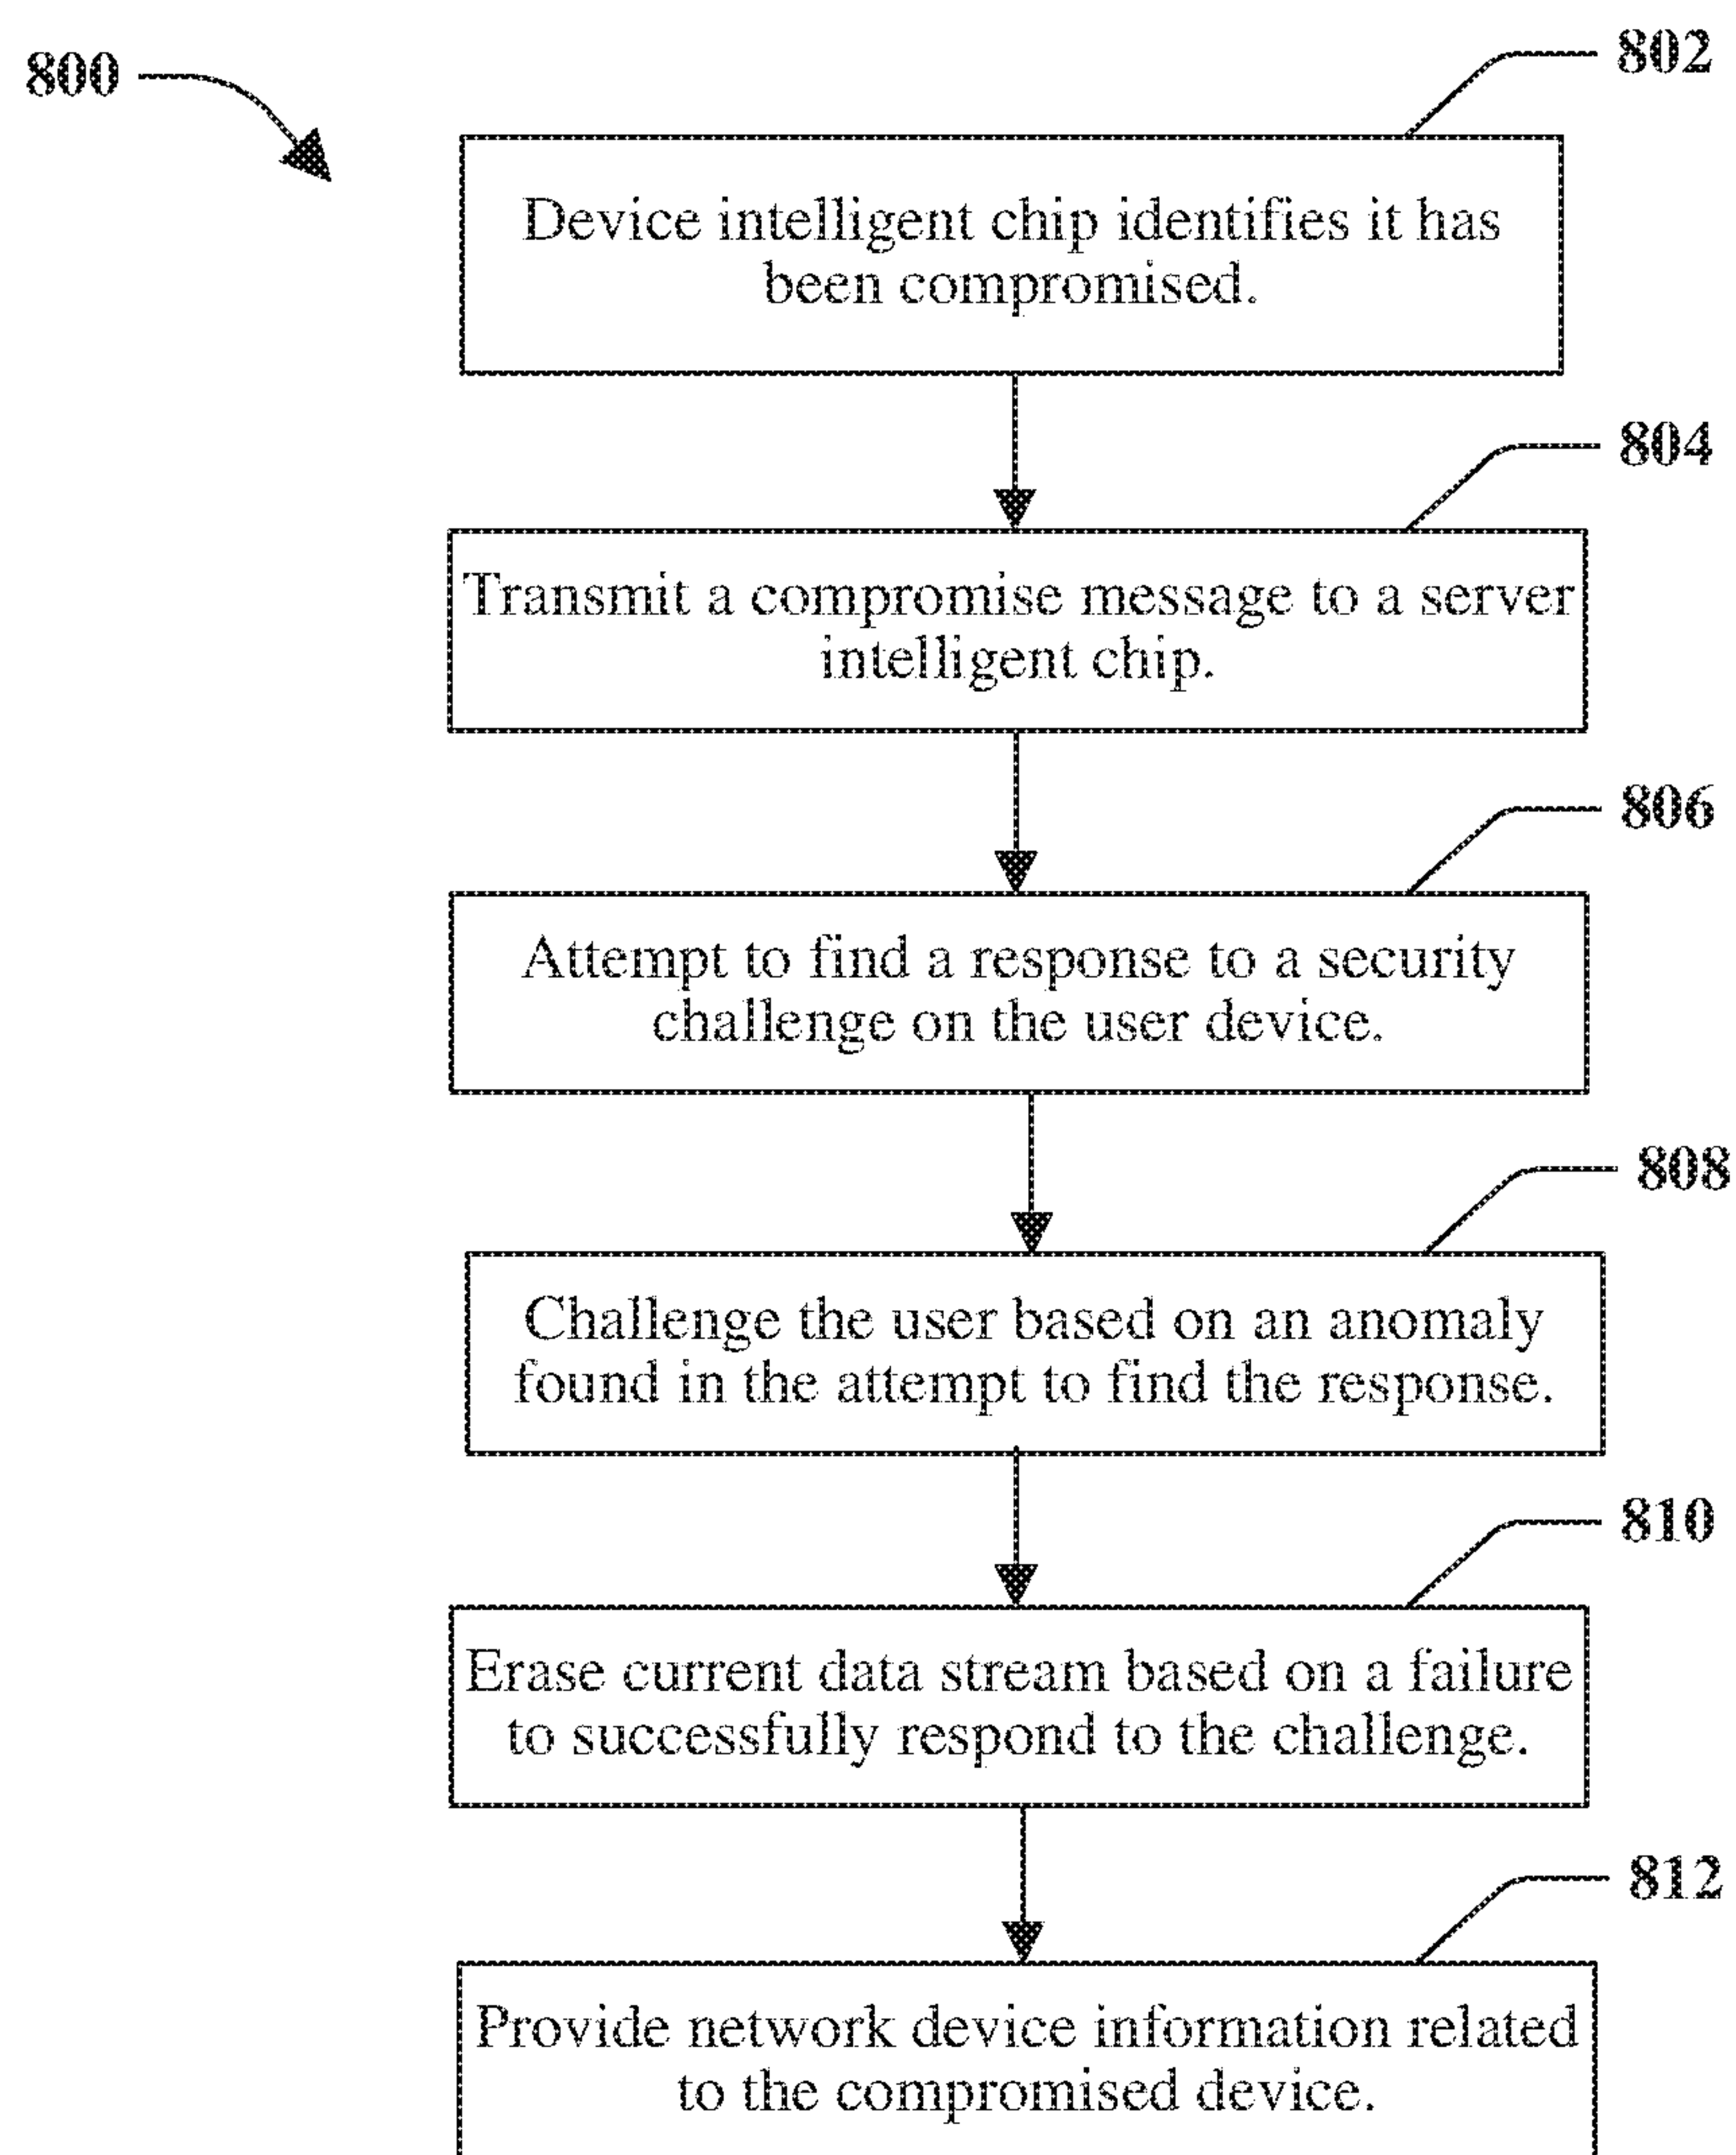 800
802
Device intelligent chip identifies it has
been compromised.
804
Transmit a compromise message to a server
intelligent chip.
806
Attempt to find a response to a security
challenge on the user device.
808
Challenge the user based on an anomaly
found in the attempt to find the response.
810
Erase current data stream based on a failure
to successfully respond to the challenge.
812
Provide network device information related
to the compromised device.